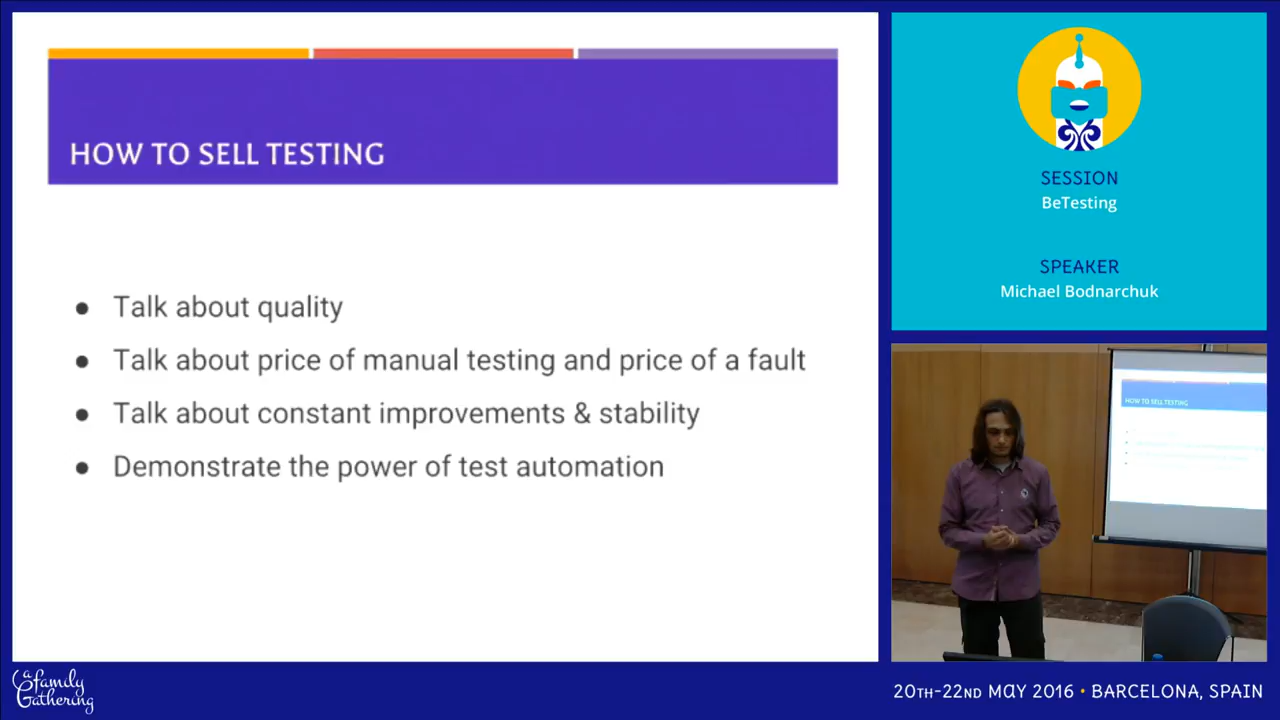 HOW TO SELL TESTING
● Talk about quality
● Talk about price of manual testing and price of a fault
● Talk about constant improvements & stability
● Demonstrate the power of test automation
SESSION
BeTesting
SPEAKER
Michael Bodnarchuk
HOW TO SELL TESTING
a Family Gathering
20TH-22ND MAY 2016 • BARCELONA, SPAIN